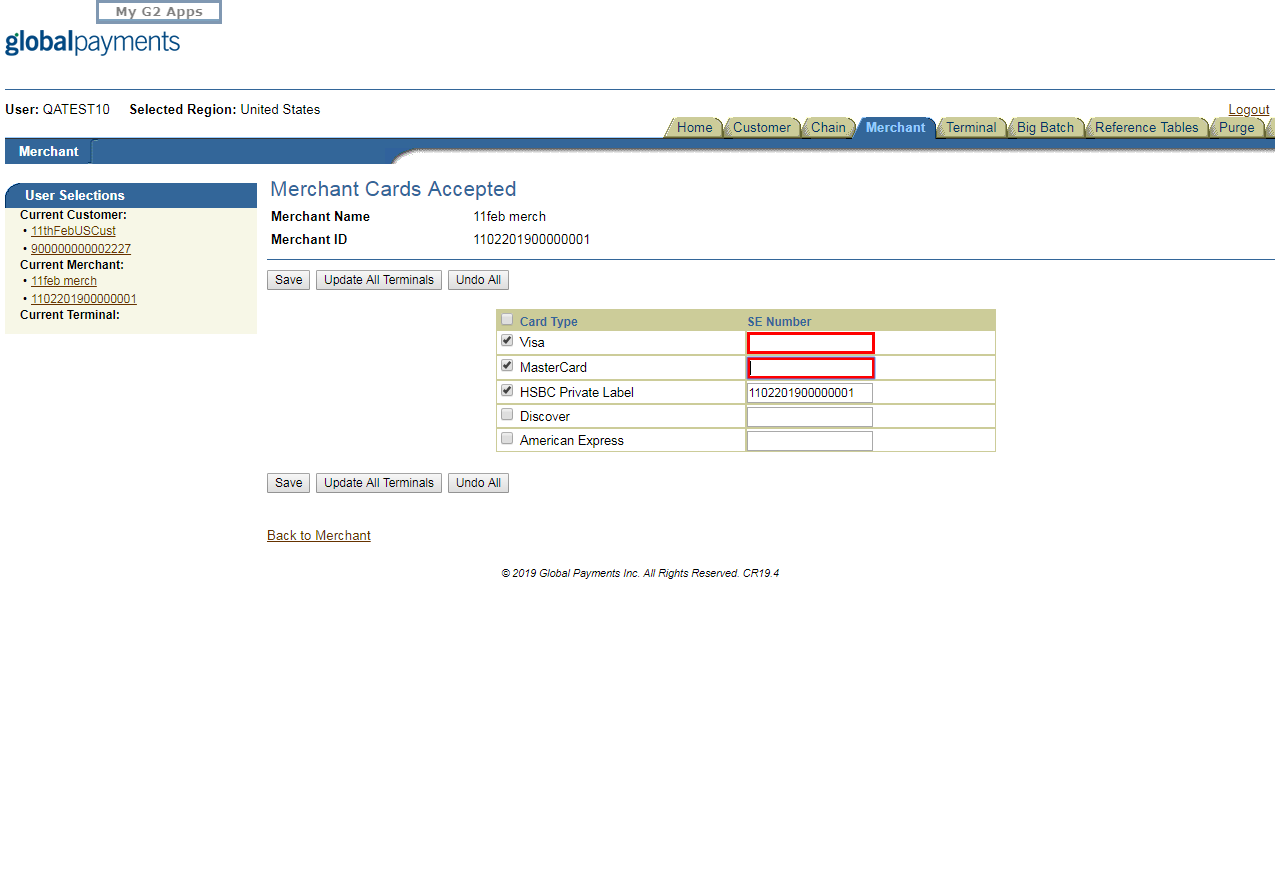 My G2 Apps
globalpayments
User: QATEST10 Selected Region: United States
Logout
Home Customer Chain Merchant Terminal Big Batch Reference Tables Purge
Merchant
User Selections
Current Customer:
• 11thFebUSCust
• 900000000002227
Current Merchant:
• 11feb merch
• 1102201900000001
Current Terminal:
Merchant Cards Accepted
Merchant Name 11feb merch
Merchant ID 1102201900000001
Save Update All Terminals Undo All
Card Type SE Number
Visa
MasterCard
HSBC Private Label 1102201900000001
Discover
American Express
Save Update All Terminals Undo All
Back to Merchant
© 2019 Global Payments Inc. All Rights Reserved. CR19.4